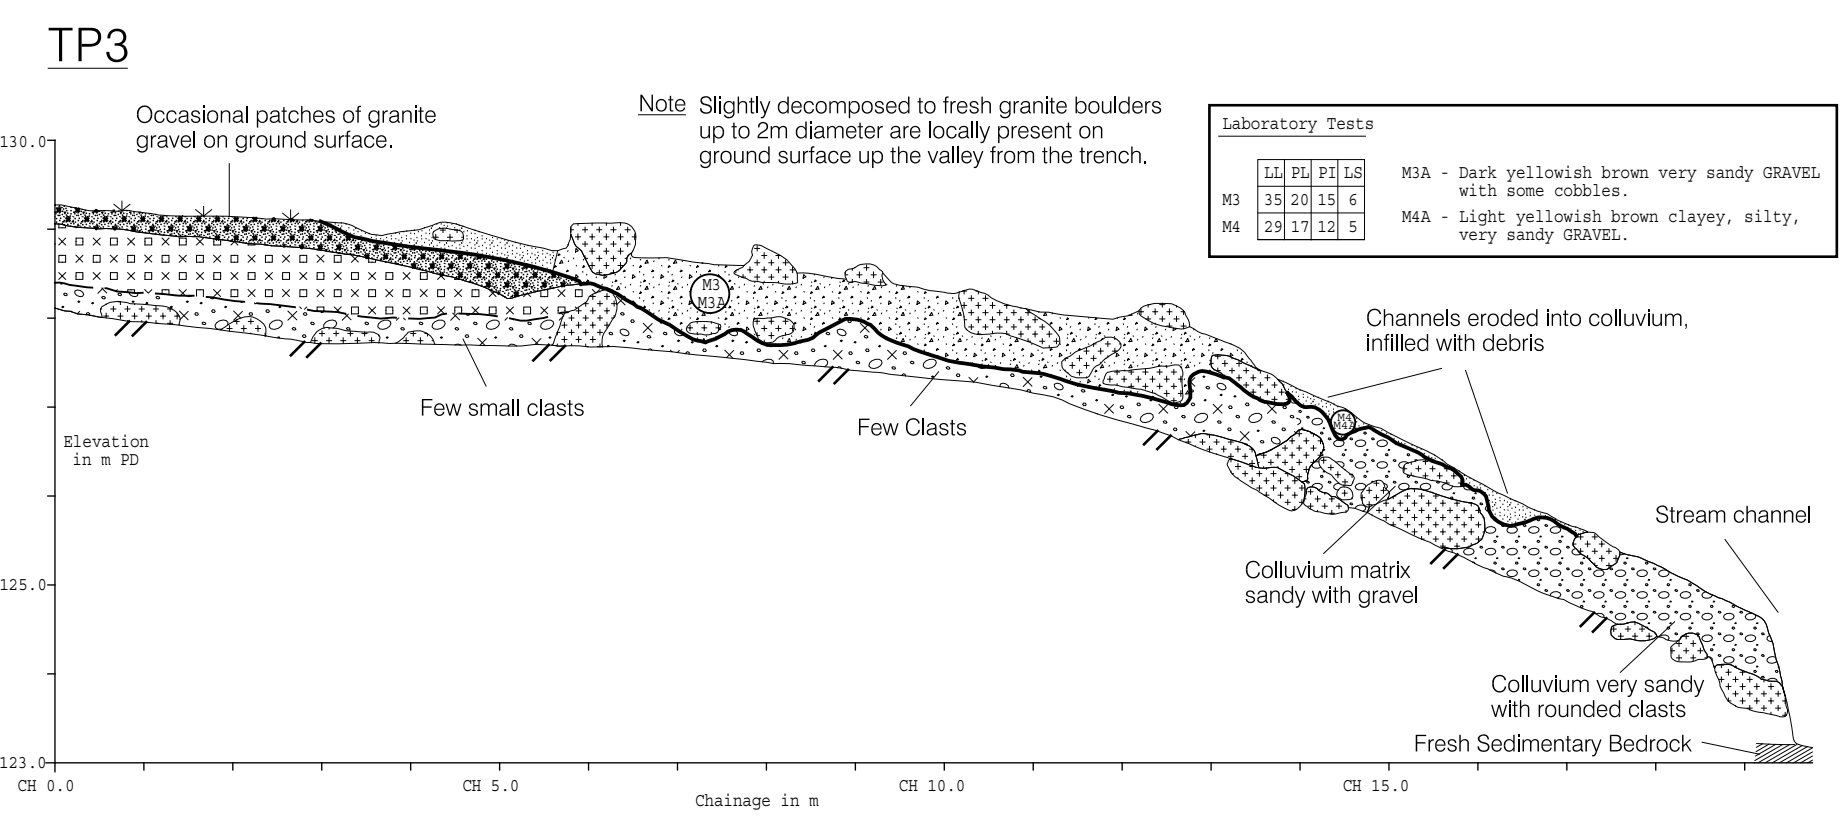 TP3
Occasional patches of granite
gravel on ground surface.
Note Slightly decomposed to fresh granite boulders
up to 2m diameter are locally present on
ground surface up the valley from the trench.
Laboratory Tests
LL PL PI LS
M3 35 20 15 6
M4 29 17 12 5
M3A - Dark yellowish brown very sandy GRAVEL
with some cobbles.
M4A - Light yellowish brown clayey, silty,
very sandy GRAVEL.
130.0
M3
M3A
Channels eroded into colluvium,
infilled with debris
Few small clasts
Few Clasts
M4
M4A
Elevation
in m PD
Stream channel
Colluvium matrix
sandy with gravel
125.0
Colluvium very sandy
with rounded clasts
Fresh Sedimentary Bedrock
123.0
CH 0.0 CH 5.0 CH 10.0 CH 15.0
Chainage in m